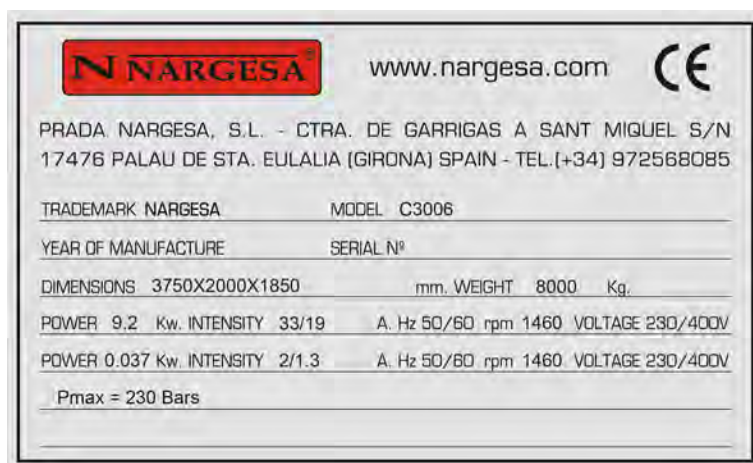 N NARGESA® www.nargesa.com CE
PRADA NARGESA, S.L. - CTRA. DE GARRIGAS A SANT MIQUEL S/N
17476 PALAU DE STA. EULALIA (GIRONA) SPAIN - TEL.(+34) 972568085
TRADEMARK NARGESA MODEL C3006
YEAR OF MANUFACTURE SERIAL Nº
DIMENSIONS 3750X2000X1850 mm. WEIGHT 8000 Kg.
POWER 9.2 Kw. INTENSITY 33/19 A. Hz 50/60 rpm 1460 VOLTAGE 230/400V
POWER 0.037 Kw. INTENSITY 2/1.3 A. Hz 50/60 rpm 1460 VOLTAGE 230/400V
Pmax = 230 Bars